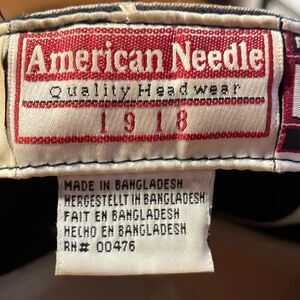 American Needle
Quality Headwear
1918
MADE IN BANGLADESH
HERGESTELLT IN BANGLADESH
FAIT EN BANGLADESH
HECHO EN BANGLADESH
RN# 00476